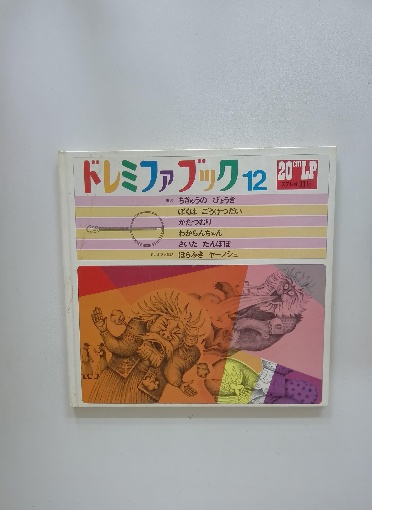 ドレミファブック 12
20cm LP
ちきゅうの びょうき
ぼくは ごうけつだい
かたつむり
わからんちゃん
さいた たんぽぽ
ほらふき ヤーノシュ